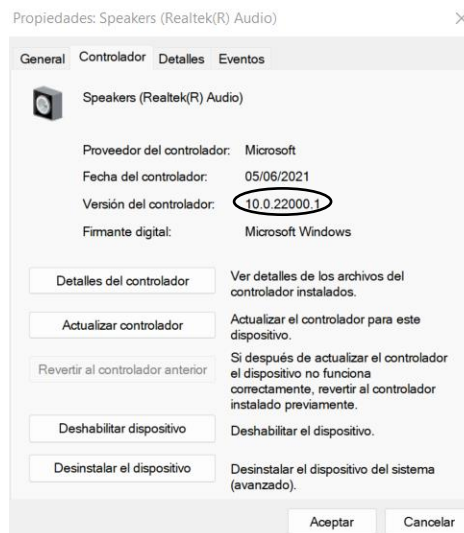 Propiedades: Speakers (Realtek(R) Audio)
General Controlador Detalles Eventos
Speakers (Realtek(R) Audio)
Proveedor del controlador: Microsoft
Fecha del controlador: 05/06/2021
Versión del controlador: 10.0.22000.1
Firmante digital: Microsoft Windows
Detalles del controlador
Ver detalles de los archivos del
controlador instalados.
Actualizar controlador
Actualizar el controlador para este
dispositivo.
Revertir al controlador anterior
Si después de actualizar el controlador
el dispositivo no funciona
correctamente, revertir al controlador
instalado previamente.
Deshabilitar dispositivo
Deshabilitar el dispositivo.
Desinstalar el dispositivo
Desinstalar el dispositivo del sistema
(avanzado).
Aceptar Cancelar